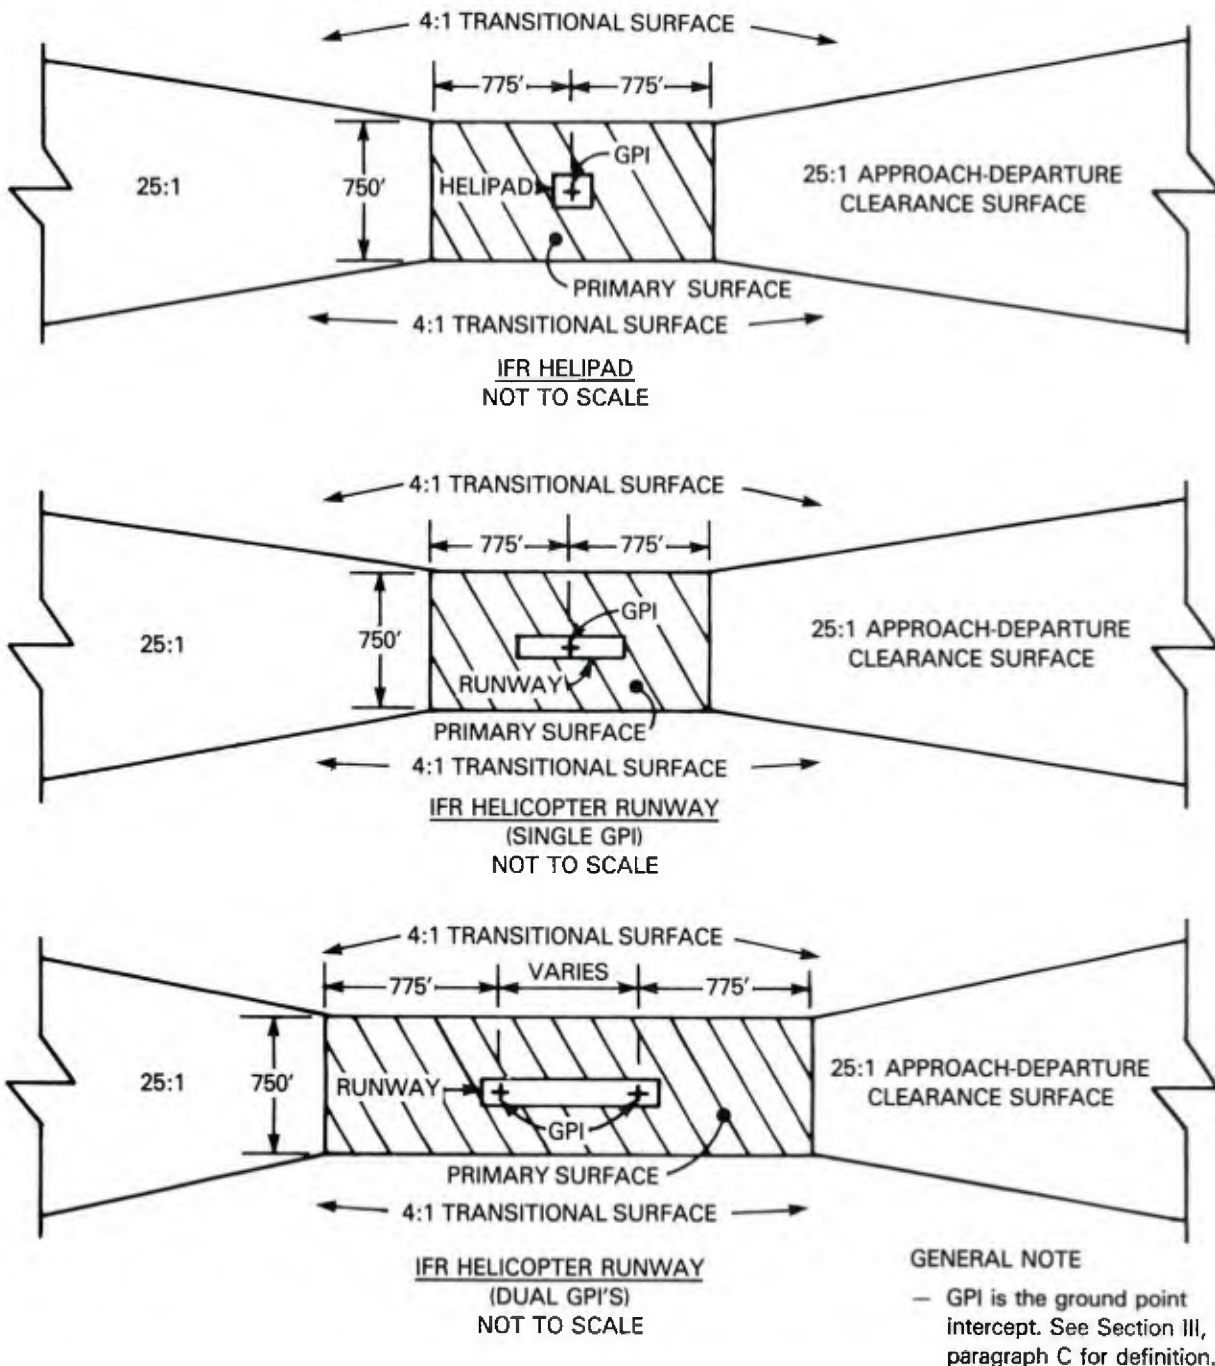 4:1 TRANSITIONAL SURFACE
775' 775'
GPI
25:1
750'
HELIPAD
25:1 APPROACH-DEPARTURE
CLEARANCE SURFACE
PRIMARY SURFACE
4:1 TRANSITIONAL SURFACE
IFR HELIPAD
NOT TO SCALE
4:1 TRANSITIONAL SURFACE
775' 775'
GPI
25:1
750'
25:1 APPROACH-DEPARTURE
CLEARANCE SURFACE
RUNWAY
PRIMARY SURFACE
4:1 TRANSITIONAL SURFACE
IFR HELICOPTER RUNWAY
(SINGLE GPI)
NOT TO SCALE
4:1 TRANSITIONAL SURFACE
775' VARIES 775'
25:1
750'
RUNWAY
GPI
25:1 APPROACH-DEPARTURE
CLEARANCE SURFACE
PRIMARY SURFACE
4:1 TRANSITIONAL SURFACE
IFR HELICOPTER RUNWAY
(DUAL GPI'S)
NOT TO SCALE
GENERAL NOTE
— GPI is the ground point
intercept. See Section III,
paragraph C for definition.